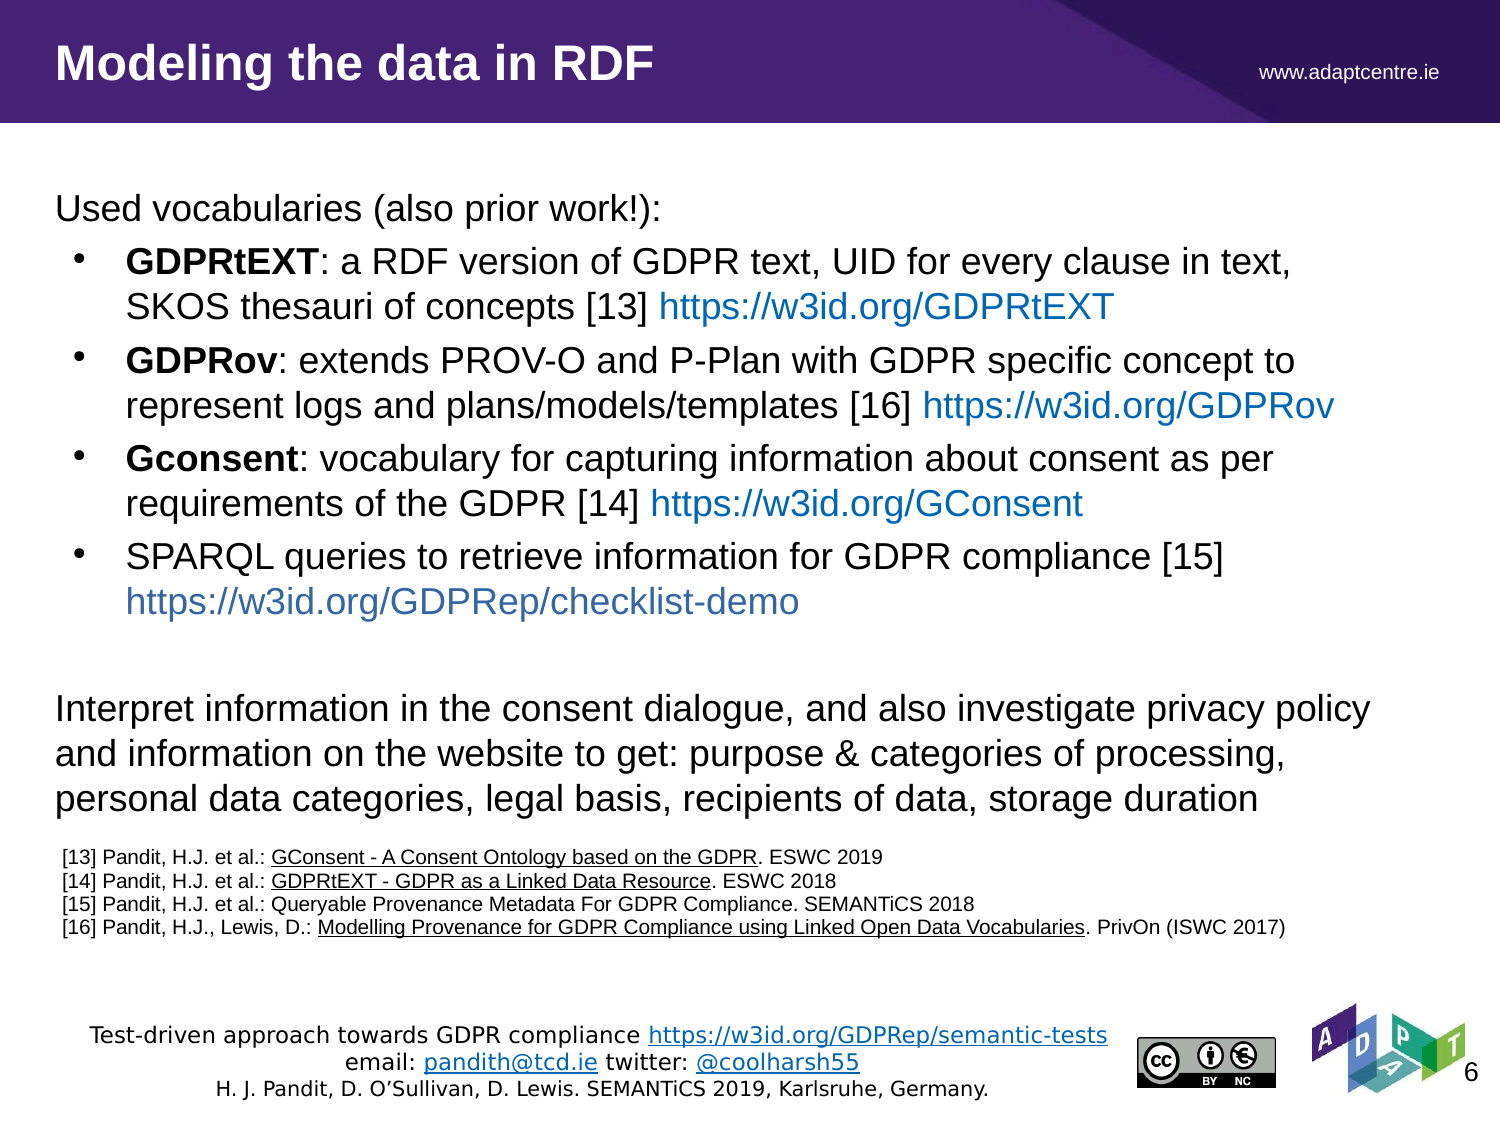 Modeling the data in RDF
www.adaptcentre.ie
Used vocabularies (also prior work!):
• GDPRtEXT: a RDF version of GDPR text, UID for every clause in text,
SKOS thesauri of concepts [13] https://w3id.org/GDPRtEXT
• GDPRov: extends PROV-O and P-Plan with GDPR specific concept to
represent logs and plans/models/templates [16] https://w3id.org/GDPRov
• Gconsent: vocabulary for capturing information about consent as per
requirements of the GDPR [14] https://w3id.org/GConsent
• SPARQL queries to retrieve information for GDPR compliance [15]
https://w3id.org/GDPRep/checklist-demo
Interpret information in the consent dialogue, and also investigate privacy policy
and information on the website to get: purpose & categories of processing,
personal data categories, legal basis, recipients of data, storage duration
[13] Pandit, H.J. et al.: GConsent - A Consent Ontology based on the GDPR. ESWC 2019
[14] Pandit, H.J. et al.: GDPRtEXT - GDPR as a Linked Data Resource. ESWC 2018
[15] Pandit, H.J. et al.: Queryable Provenance Metadata For GDPR Compliance. SEMANTiCS 2018
[16] Pandit, H.J., Lewis, D.: Modelling Provenance for GDPR Compliance using Linked Open Data Vocabularies. PrivOn (ISWC 2017)
Test-driven approach towards GDPR compliance https://w3id.org/GDPRep/semantic-tests
email: pandith@tcd.ie twitter: @coolharsh55
H. J. Pandit, D. O’Sullivan, D. Lewis. SEMANTiCS 2019, Karlsruhe, Germany.
cc BY NC
ADAPT
6